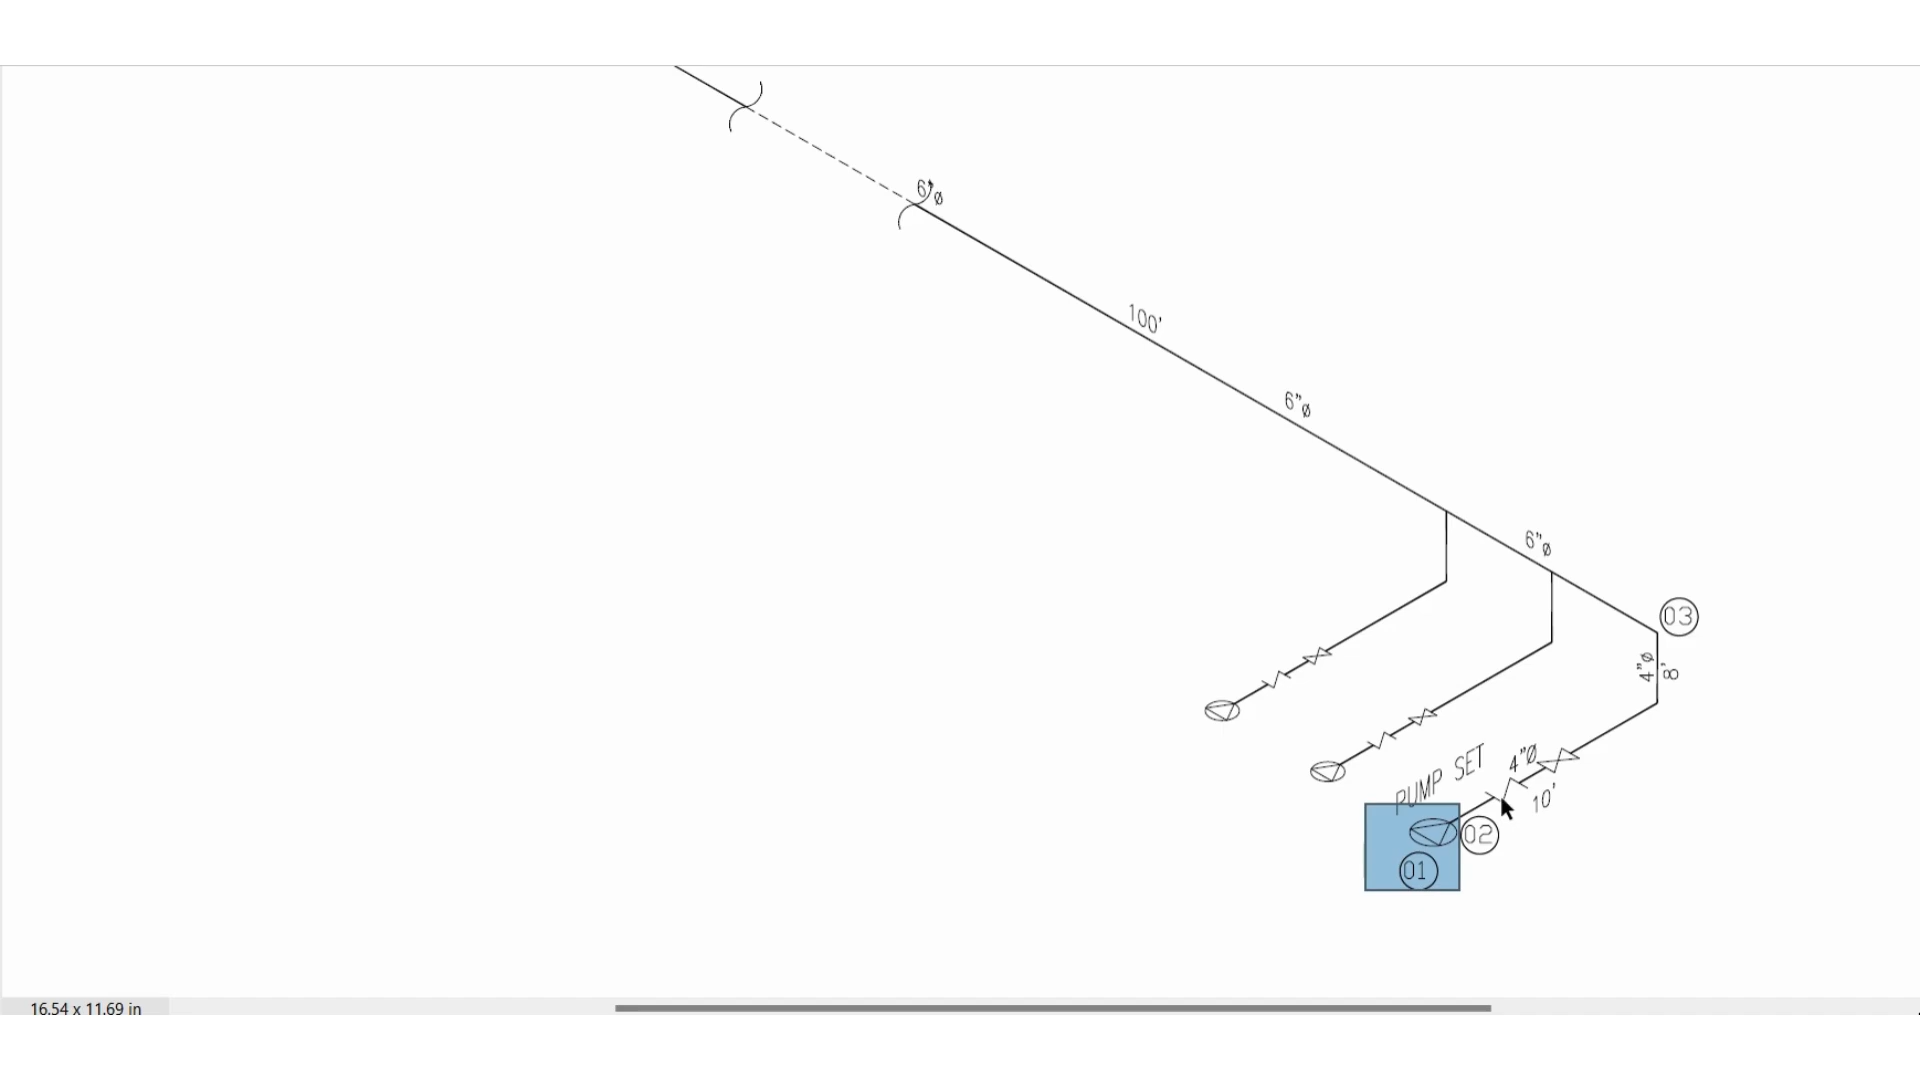 6"ø
100'
6"ø
6"ø
03
4"ø
8'
PUMP SET
4"Ø
10'
02
01
16.54 x 11.69 in